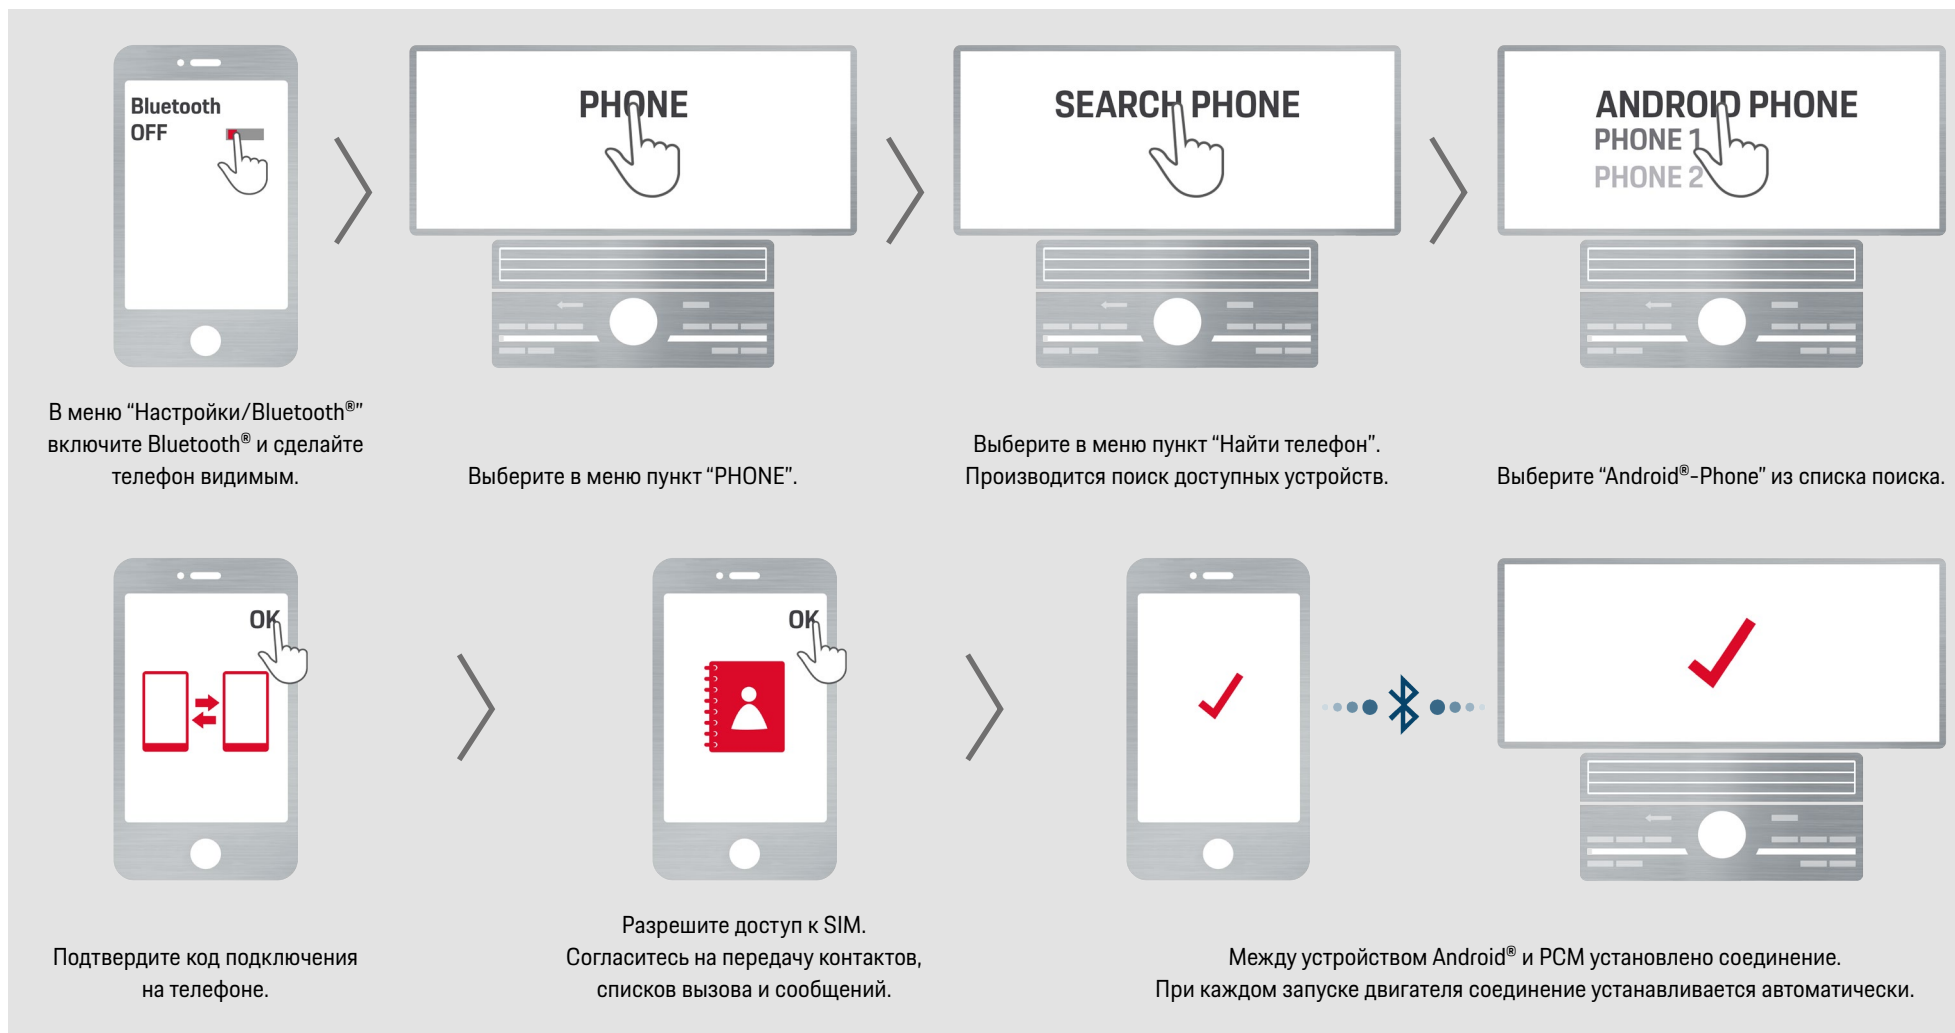 Bluetooth
OFF
PHONE
SEARCH PHONE
ANDROID PHONE
PHONE 1
PHONE 2
В меню “Настройки/Bluetooth®”
включите Bluetooth® и сделайте
телефон видимым.
Выберите в меню пункт “PHONE”.
Выберите в меню пункт “Найти телефон”.
Производится поиск доступных устройств.
Выберите “Android®-Phone” из списка поиска.
OK
OK
Подтвердите код подключения
на телефоне.
Разрешите доступ к SIM.
Согласитесь на передачу контактов,
списков вызова и сообщений.
Между устройством Android® и PCM установлено соединение.
При каждом запуске двигателя соединение устанавливается автоматически.